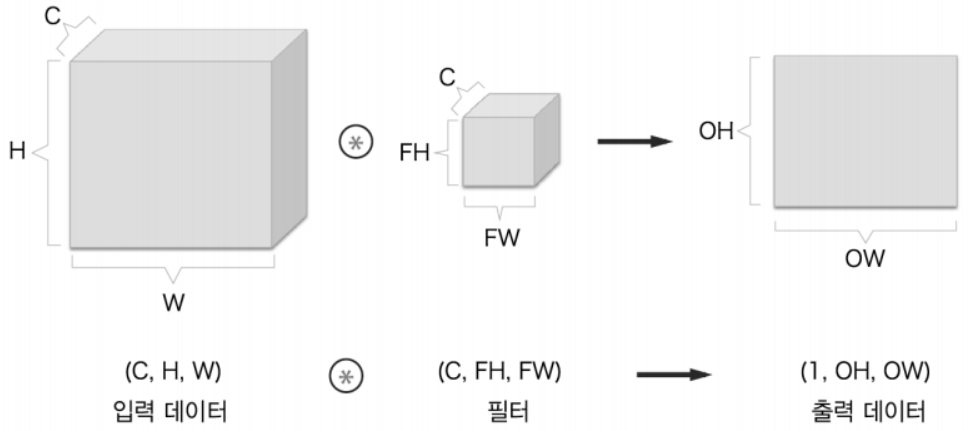 C
H
W
C
FH
FW
OH
OW
(C, H, W)
(C, FH, FW)
(1, OH, OW)
입력 데이터
필터
출력 데이터